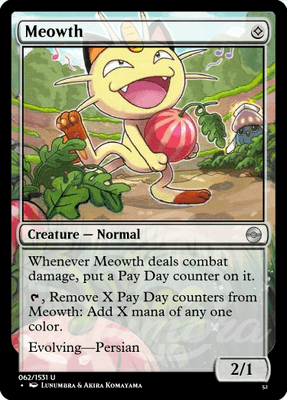 Meowth
Creature — Normal
Whenever Meowth deals combat
damage, put a Pay Day counter on it.
, Remove X Pay Day counters from
Meowth: Add X mana of any one
color.
Evolving—Persian
2/1
062/1531 U
Lunumbra & Akira Komayama